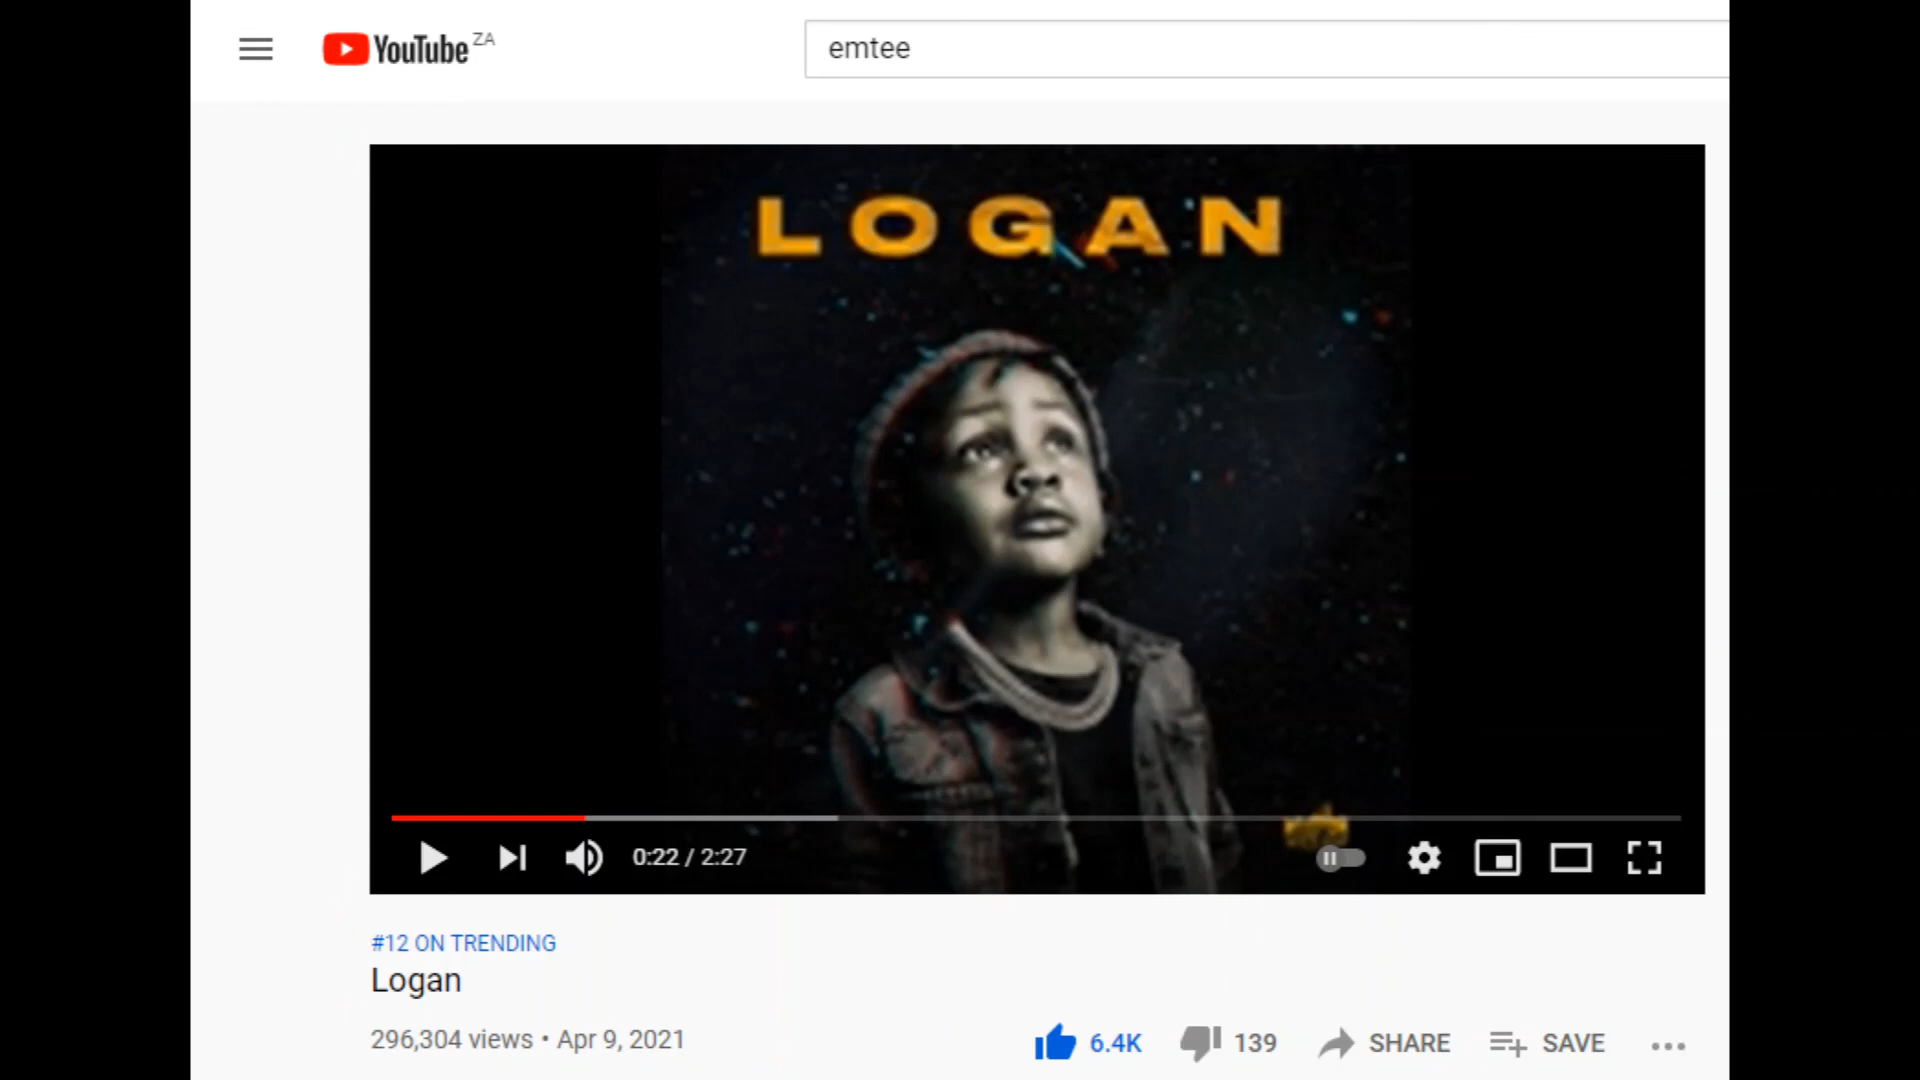 YouTube ZA
emtee
LOGAN
0:22 / 2:27
#12 ON TRENDING
Logan
296,304 views • Apr 9, 2021
6.4K 139 SHARE SAVE